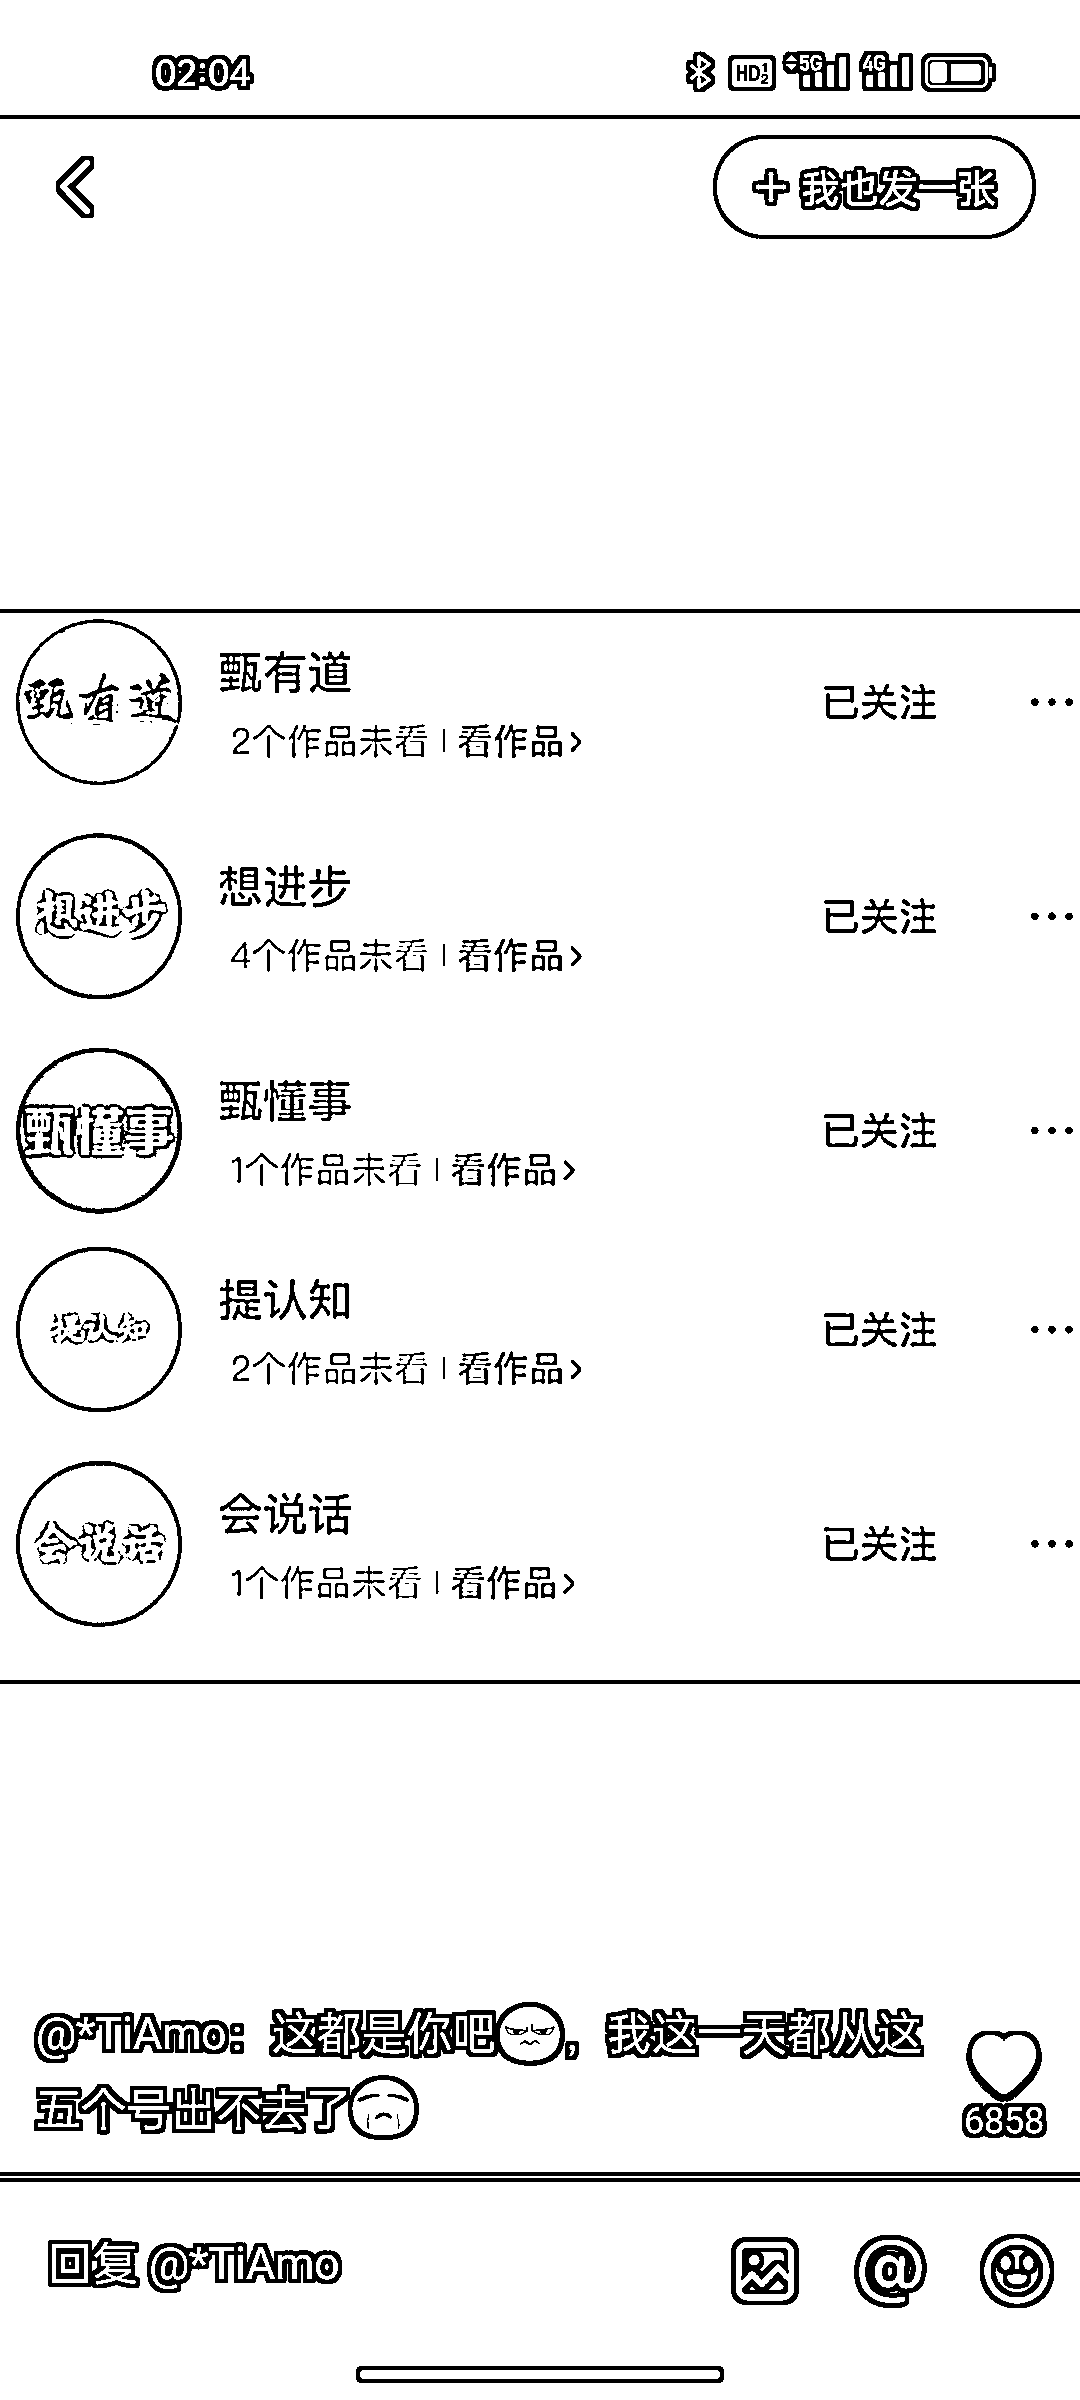 02:04 HD 1 2 5G 4G
+ 我也发一张
甄有道
甄有道
已关注 ···
2个作品未看 | 看作品>
想进步
想进步
已关注 ···
4个作品未看 | 看作品>
甄懂事
甄懂事
已关注 ···
1个作品未看 | 看作品>
提认知
提认知
已关注 ···
2个作品未看 | 看作品>
会说话
会说话
已关注 ···
1个作品未看 | 看作品>
@*TiAmo：这都是你吧，我这一天都从这
五个号出不去了
6858
回复 @*TiAmo
@